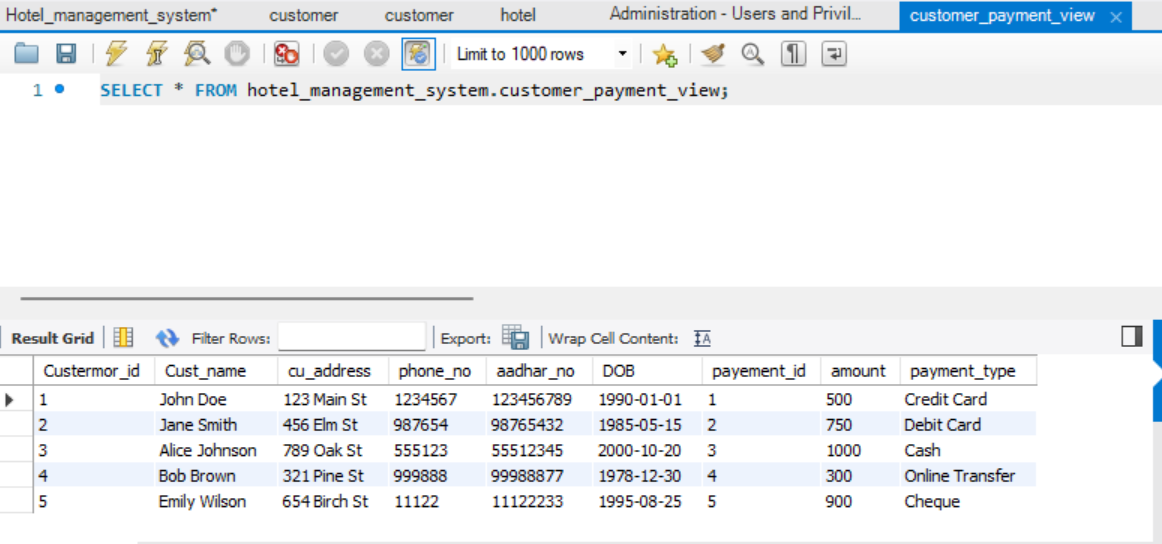 Hotel_management_system* customer customer hotel Administration - Users and Privil... customer_payment_view
Limit to 1000 rows
1 SELECT * FROM hotel_management_system.customer_payment_view;
Result Grid Filter Rows: Export: Wrap Cell Content:
Custermor_id Cust_name cu_address phone_no aadhar_no DOB payement_id amount payment_type
1 John Doe 123 Main St 1234567 123456789 1990-01-01 1 500 Credit Card
2 Jane Smith 456 Elm St 987654 98765432 1985-05-15 2 750 Debit Card
3 Alice Johnson 789 Oak St 555123 55512345 2000-10-20 3 1000 Cash
4 Bob Brown 321 Pine St 999888 99988877 1978-12-30 4 300 Online Transfer
5 Emily Wilson 654 Birch St 11122 11122233 1995-08-25 5 900 Cheque